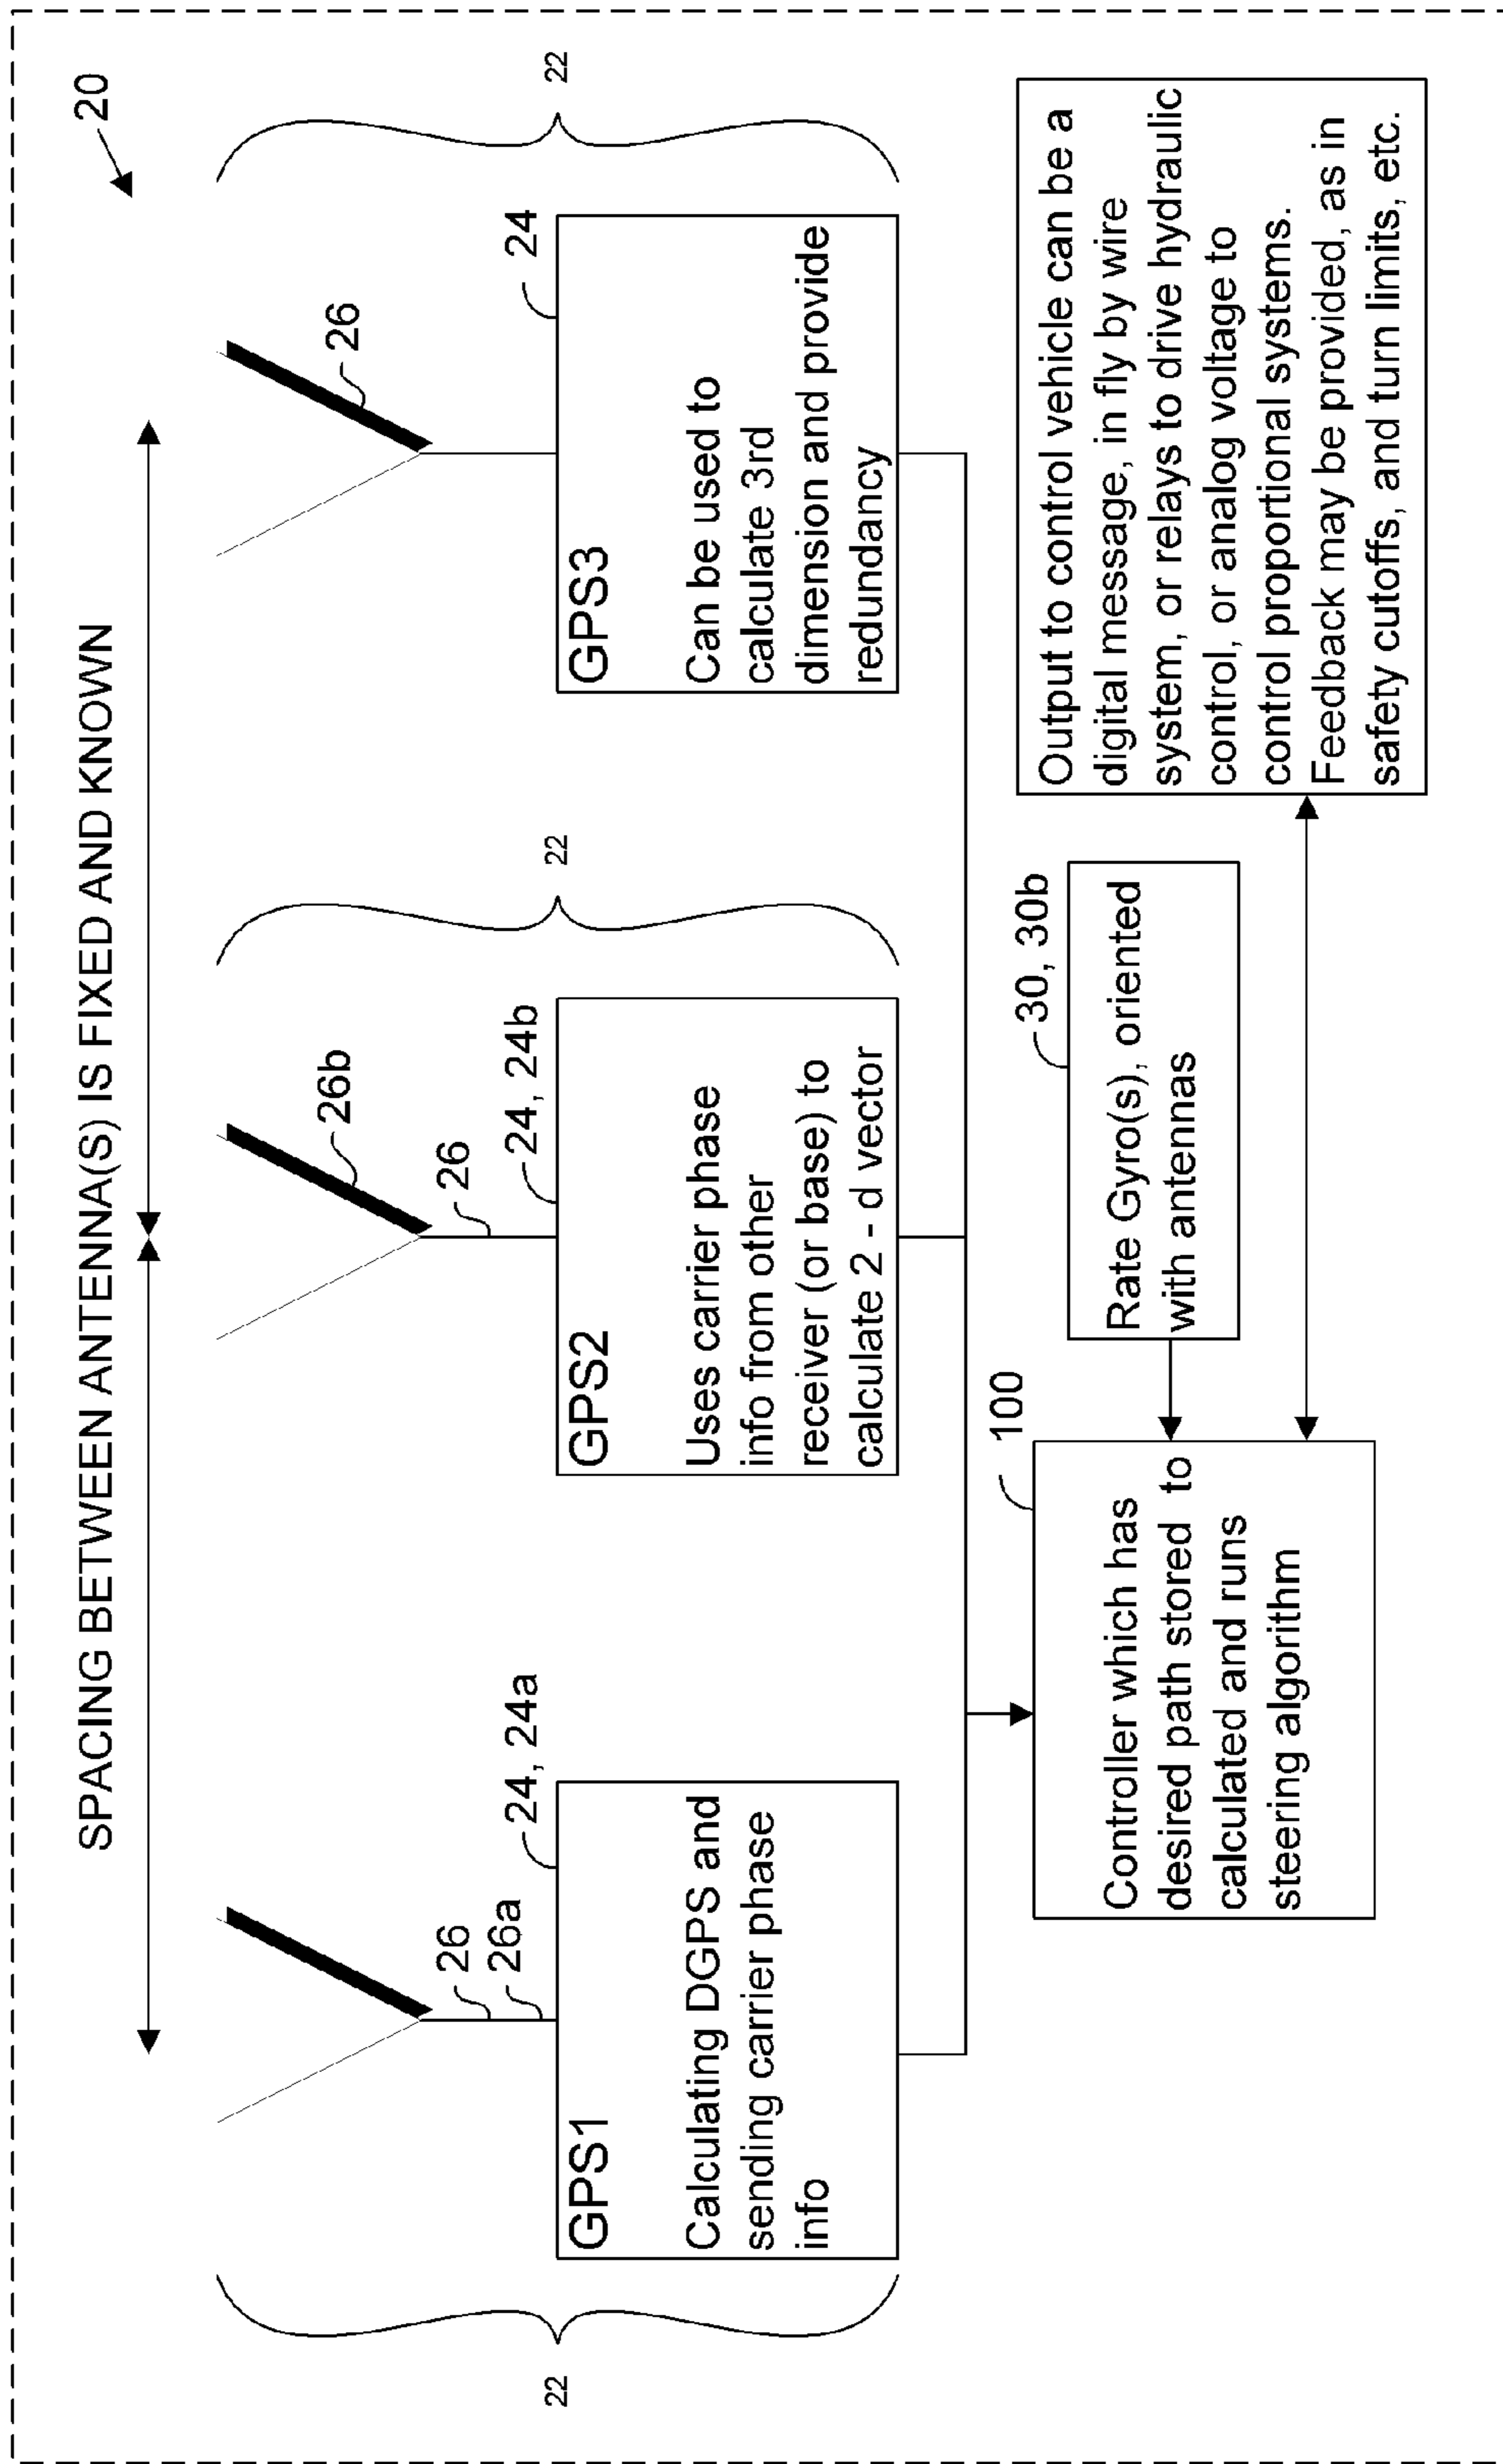 20
SPACING BETWEEN ANTENNA(S) IS FIXED AND KNOWN
22
26
26a
24, 24a
GPS1
Calculating DGPS and
sending carrier phase
info
26b
26
24, 24b
22
GPS2
Uses carrier phase
info from other
receiver (or base) to
calculate 2 - d vector
26
24
22
GPS3
Can be used to
calculate 3rd
dimension and provide
redundancy
100
Controller which has
desired path stored to
calculated and runs
steering algorithm
30, 30b
Rate Gyro(s), oriented
with antennas
Output to control vehicle can be a
digital message, in fly by wire
system, or relays to drive hydraulic
control, or analog voltage to
control proportional systems.
Feedback may be provided, as in
safety cutoffs, and turn limits, etc.